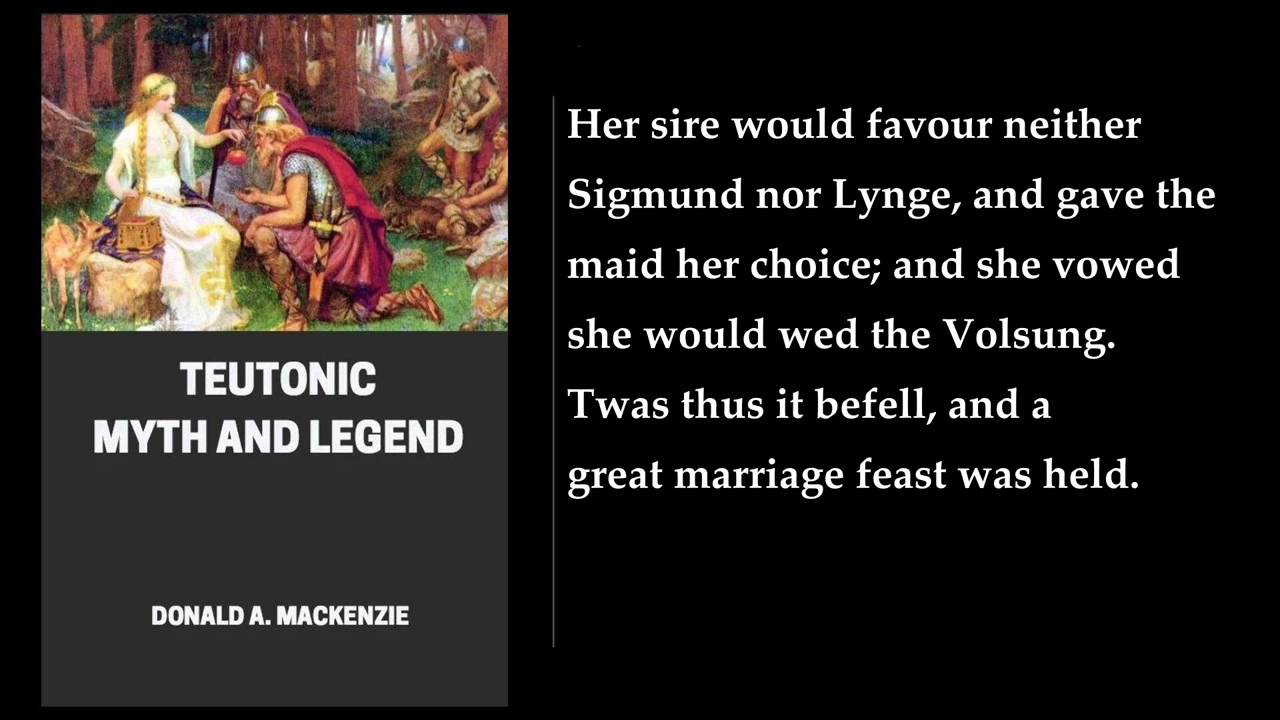 TEUTONIC
MYTH AND LEGEND
DONALD A. MACKENZIE
Her sire would favour neither
Sigmund nor Lynge, and gave the
maid her choice; and she vowed
she would wed the Volsung.
Twas thus it befell, and a
great marriage feast was held.